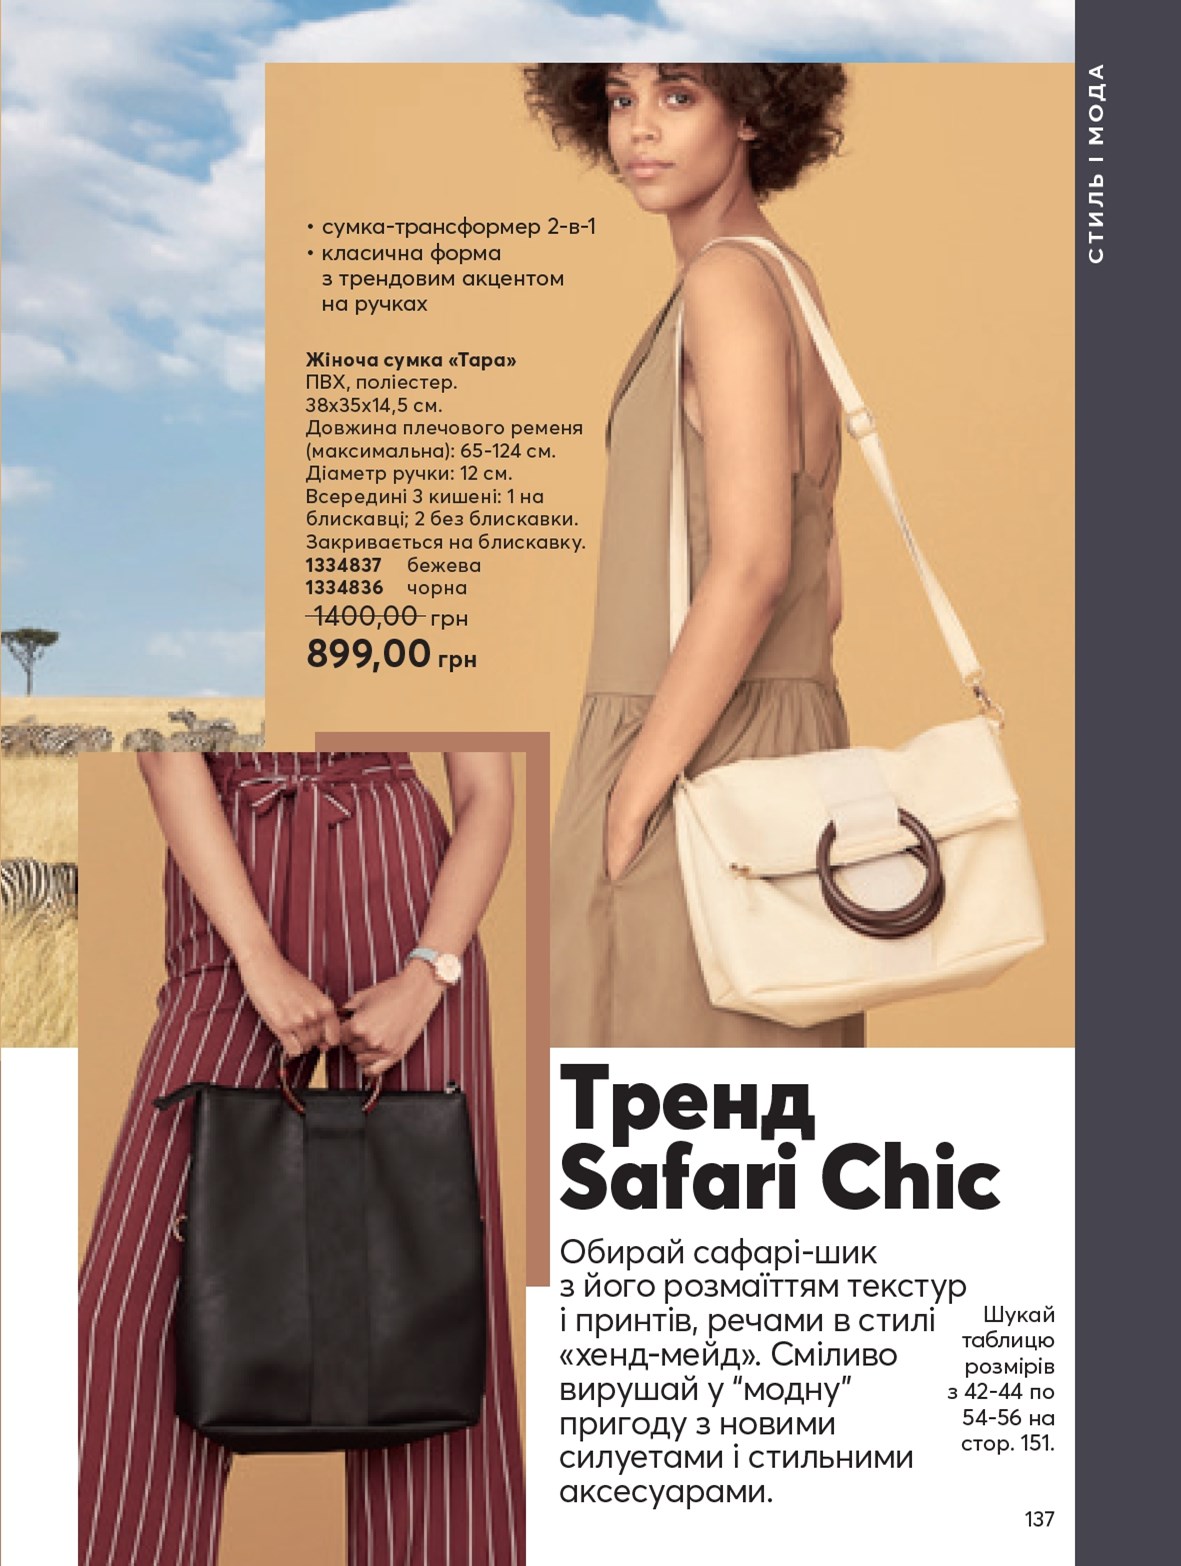 СТИЛЬ І МОДА
• сумка-трансформер 2-в-1
• класична форма
з трендовим акцентом
на ручках
Жіноча сумка «Тара»
ПВХ, поліестер.
38х35х14,5 см.
Довжина плечового ременя
(максимальна): 65-124 см.
Діаметр ручки: 12 см.
Всередині 3 кишені: 1 на
блискавці; 2 без блискавки.
Закривається на блискавку.
1334837 бежева
1334836 чорна
1400,00 грн
899,00 грн
Тренд
Safari Chic
Обирай сафарі-шик
з його розмаїттям текстур
і принтів, речами в стилі
«хенд-мейд». Сміливо
вирушай у “модну”
пригоду з новими
силуетами і стильними
аксесуарами.
Шукай
таблицю
розмірів
з 42-44 по
54-56 на
стор. 151.
137